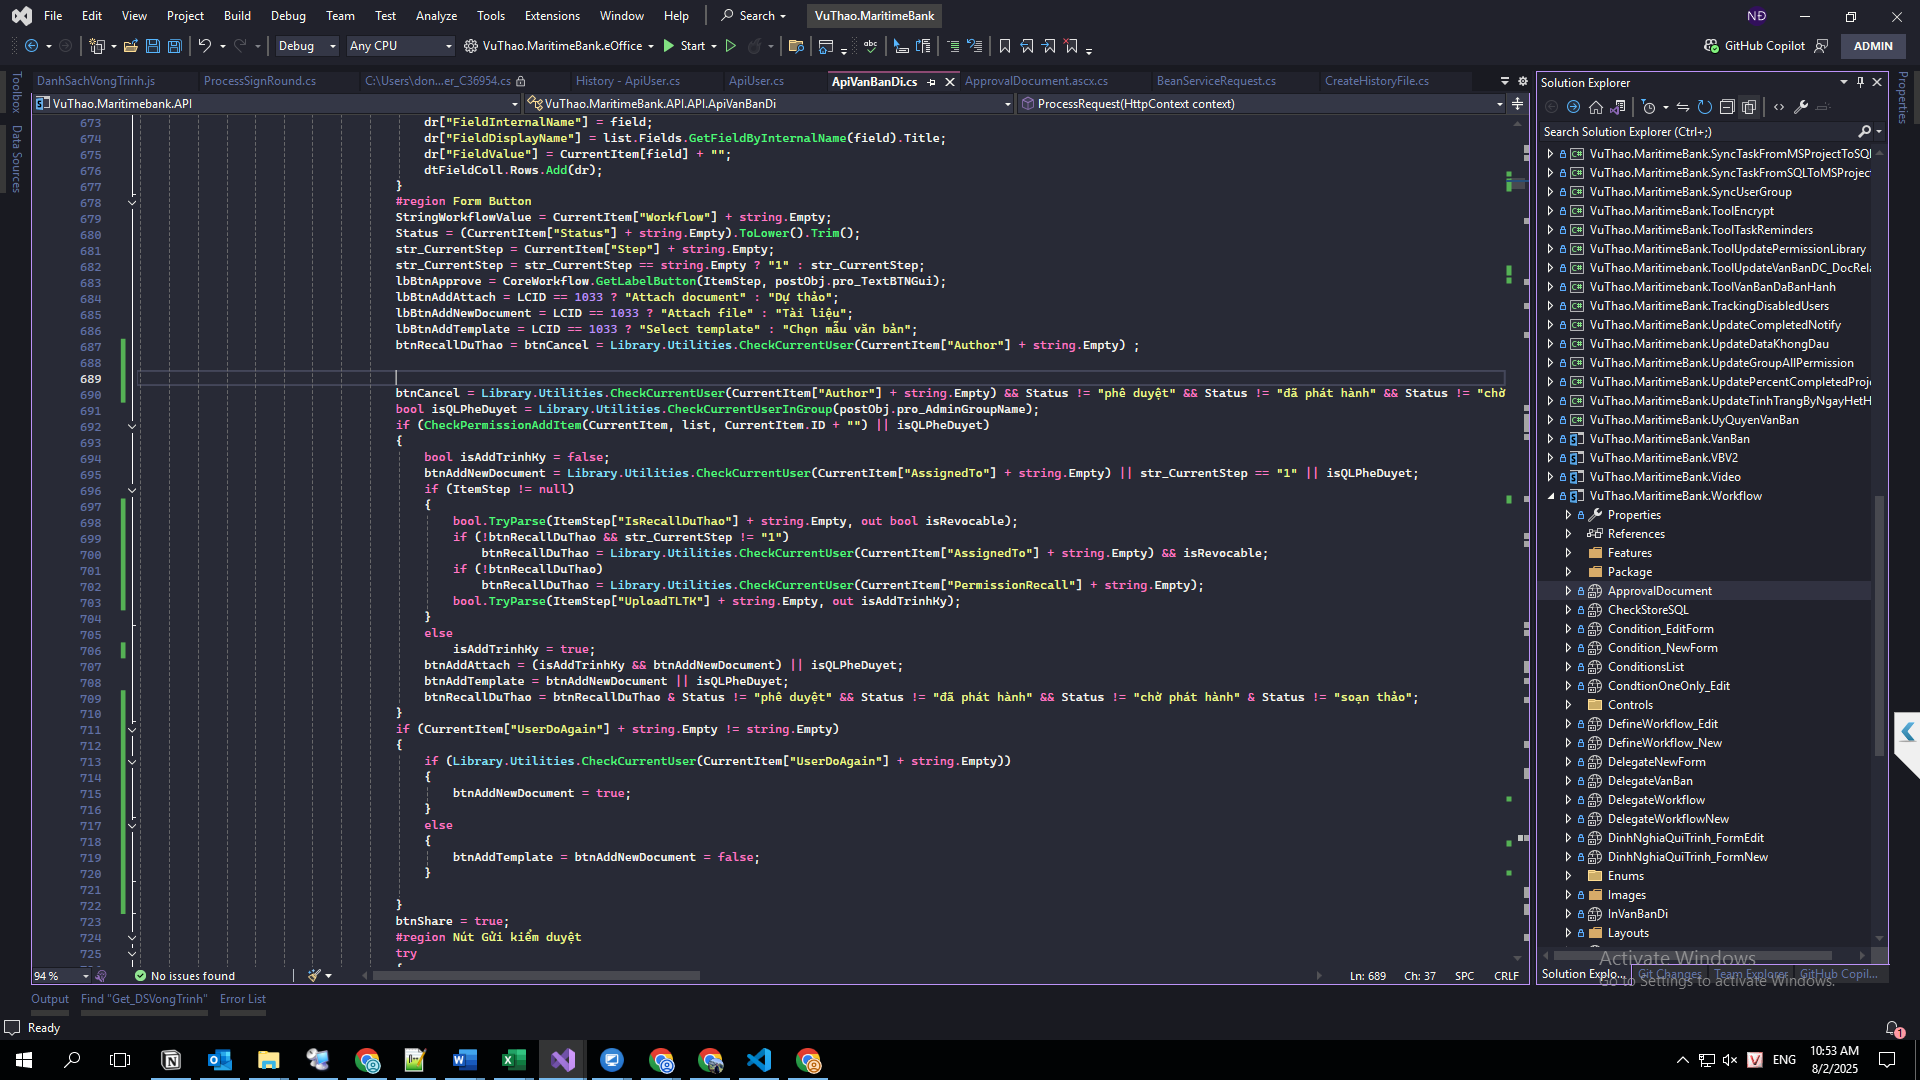 File Edit View Project Build Debug Team Test Analyze Tools Extensions Window Help Search VuThao.MaritimeBank NĐ
Debug Any CPU VuThao.MaritimeBank.eOffice Start GitHub Copilot ADMIN
DanhSachVongTrinh.js ProcessSignRound.cs C:\Users\don...er_C36954.cs History - ApiUser.cs ApiUser.cs ApiVanBanDi.cs ApprovalDocument.ascx.cs BeanServiceRequest.cs CreateHistoryFile.cs
VuThao.Maritimebank.API VuThao.MaritimeBank.API.API.ApiVanBanDi ProcessRequest(HttpContext context)
Toolbox
Data Sources
673 dr["FieldInternalName"] = field;
674 dr["FieldDisplayName"] = list.Fields.GetFieldByInternalName(field).Title;
675 dr["FieldValue"] = CurrentItem[field] + "";
676 dtFieldColl.Rows.Add(dr);
677 }
678 #region Form Button
679 StringWorkflowValue = CurrentItem["Workflow"] + string.Empty;
680 Status = (CurrentItem["Status"] + string.Empty).ToLower().Trim();
681 str_CurrentStep = CurrentItem["Step"] + string.Empty;
682 str_CurrentStep = str_CurrentStep == string.Empty ? "1" : str_CurrentStep;
683 lbBtnApprove = CoreWorkflow.GetLabelButton(ItemStep, postObj.pro_TextBTNGui);
684 lbBtnAddAttach = LCID == 1033 ? "Attach document" : "Dự thảo";
685 lbBtnAddNewDocument = LCID == 1033 ? "Attach file" : "Tài liệu";
686 lbBtnAddTemplate = LCID == 1033 ? "Select template" : "Chọn mẫu văn bản";
687 btnRecallDuThao = btnCancel = Library.Utilities.CheckCurrentUser(CurrentItem["Author"] + string.Empty) ;
688
689
690 btnCancel = Library.Utilities.CheckCurrentUser(CurrentItem["Author"] + string.Empty) && Status != "phê duyệt" && Status != "đã phát hành" && Status != "chờ
691 bool isQLPheDuyet = Library.Utilities.CheckCurrentUserInGroup(postObj.pro_AdminGroupName);
692 if (CheckPermissionAddItem(CurrentItem, list, CurrentItem.ID + "") || isQLPheDuyet)
693 {
694 bool isAddTrinhKy = false;
695 btnAddNewDocument = Library.Utilities.CheckCurrentUser(CurrentItem["AssignedTo"] + string.Empty) || str_CurrentStep == "1" || isQLPheDuyet;
696 if (ItemStep != null)
697 {
698 bool.TryParse(ItemStep["IsRecallDuThao"] + string.Empty, out bool isRevocable);
699 if (!btnRecallDuThao && str_CurrentStep != "1")
700 btnRecallDuThao = Library.Utilities.CheckCurrentUser(CurrentItem["AssignedTo"] + string.Empty) && isRevocable;
701 if (!btnRecallDuThao)
702 btnRecallDuThao = Library.Utilities.CheckCurrentUser(CurrentItem["PermissionRecall"] + string.Empty);
703 bool.TryParse(ItemStep["UploadTLTK"] + string.Empty, out isAddTrinhKy);
704 }
705 else
706 isAddTrinhKy = true;
707 btnAddAttach = (isAddTrinhKy && btnAddNewDocument) || isQLPheDuyet;
708 btnAddTemplate = btnAddNewDocument || isQLPheDuyet;
709 btnRecallDuThao = btnRecallDuThao & Status != "phê duyệt" && Status != "đã phát hành" && Status != "chờ phát hành" & Status != "soạn thảo";
710 }
711 if (CurrentItem["UserDoAgain"] + string.Empty != string.Empty)
712 {
713 if (Library.Utilities.CheckCurrentUser(CurrentItem["UserDoAgain"] + string.Empty))
714 {
715 btnAddNewDocument = true;
716 }
717 else
718 {
719 btnAddTemplate = btnAddNewDocument = false;
720 }
721
722 }
723 btnShare = true;
724 #region Nút Gửi kiểm duyệt
725 try
94 % No issues found Ln: 689 Ch: 37 SPC CRLF
Solution Explorer
Search Solution Explorer (Ctrl+;)
VuThao.MaritimeBank.SyncTaskFromMSProjectToSQL
VuThao.MaritimeBank.SyncTaskFromSQLToMSProjec
VuThao.MaritimeBank.SyncUserGroup
VuThao.MaritimeBank.ToolEncrypt
VuThao.MaritimeBank.ToolTaskReminders
VuThao.MaritimeBank.ToolUpdatePermissionLibrary
VuThao.MaritimeBank.ToolUpdateVanBanDC_DocRela
VuThao.MaritimeBank.ToolVanBanDaBanHanh
VuThao.MaritimeBank.TrackingDisabledUsers
VuThao.MaritimeBank.UpdateCompletedNotify
VuThao.MaritimeBank.UpdateDataKhongDau
VuThao.MaritimeBank.UpdateGroupAllPermission
VuThao.MaritimeBank.UpdatePercentCompletedProj
VuThao.MaritimeBank.UpdateTinhTrangByNgayHetH
VuThao.MaritimeBank.UyQuyenVanBan
VuThao.MaritimeBank.VanBan
VuThao.MaritimeBank.VBV2
VuThao.MaritimeBank.Video
VuThao.MaritimeBank.Workflow
Properties
References
Features
Package
ApprovalDocument
CheckStoreSQL
Condition_EditForm
Condition_NewForm
ConditionsList
CondtionOneOnly_Edit
Controls
DefineWorkflow_Edit
DefineWorkflow_New
DelegateNewForm
DelegateVanBan
DelegateWorkflow
DelegateWorkflowNew
DinhNghiaQuiTrinh_FormEdit
DinhNghiaQuiTrinh_FormNew
Enums
Images
InVanBanDi
Layouts
Solution Explo... Git Changes Team Explorer GitHub Copil...
Properties
Activate Windows
Go to Settings to activate Windows.
Output Find "Get_DSVongTrinh" Error List
Ready 1
ENG 10:53 AM
8/2/2025